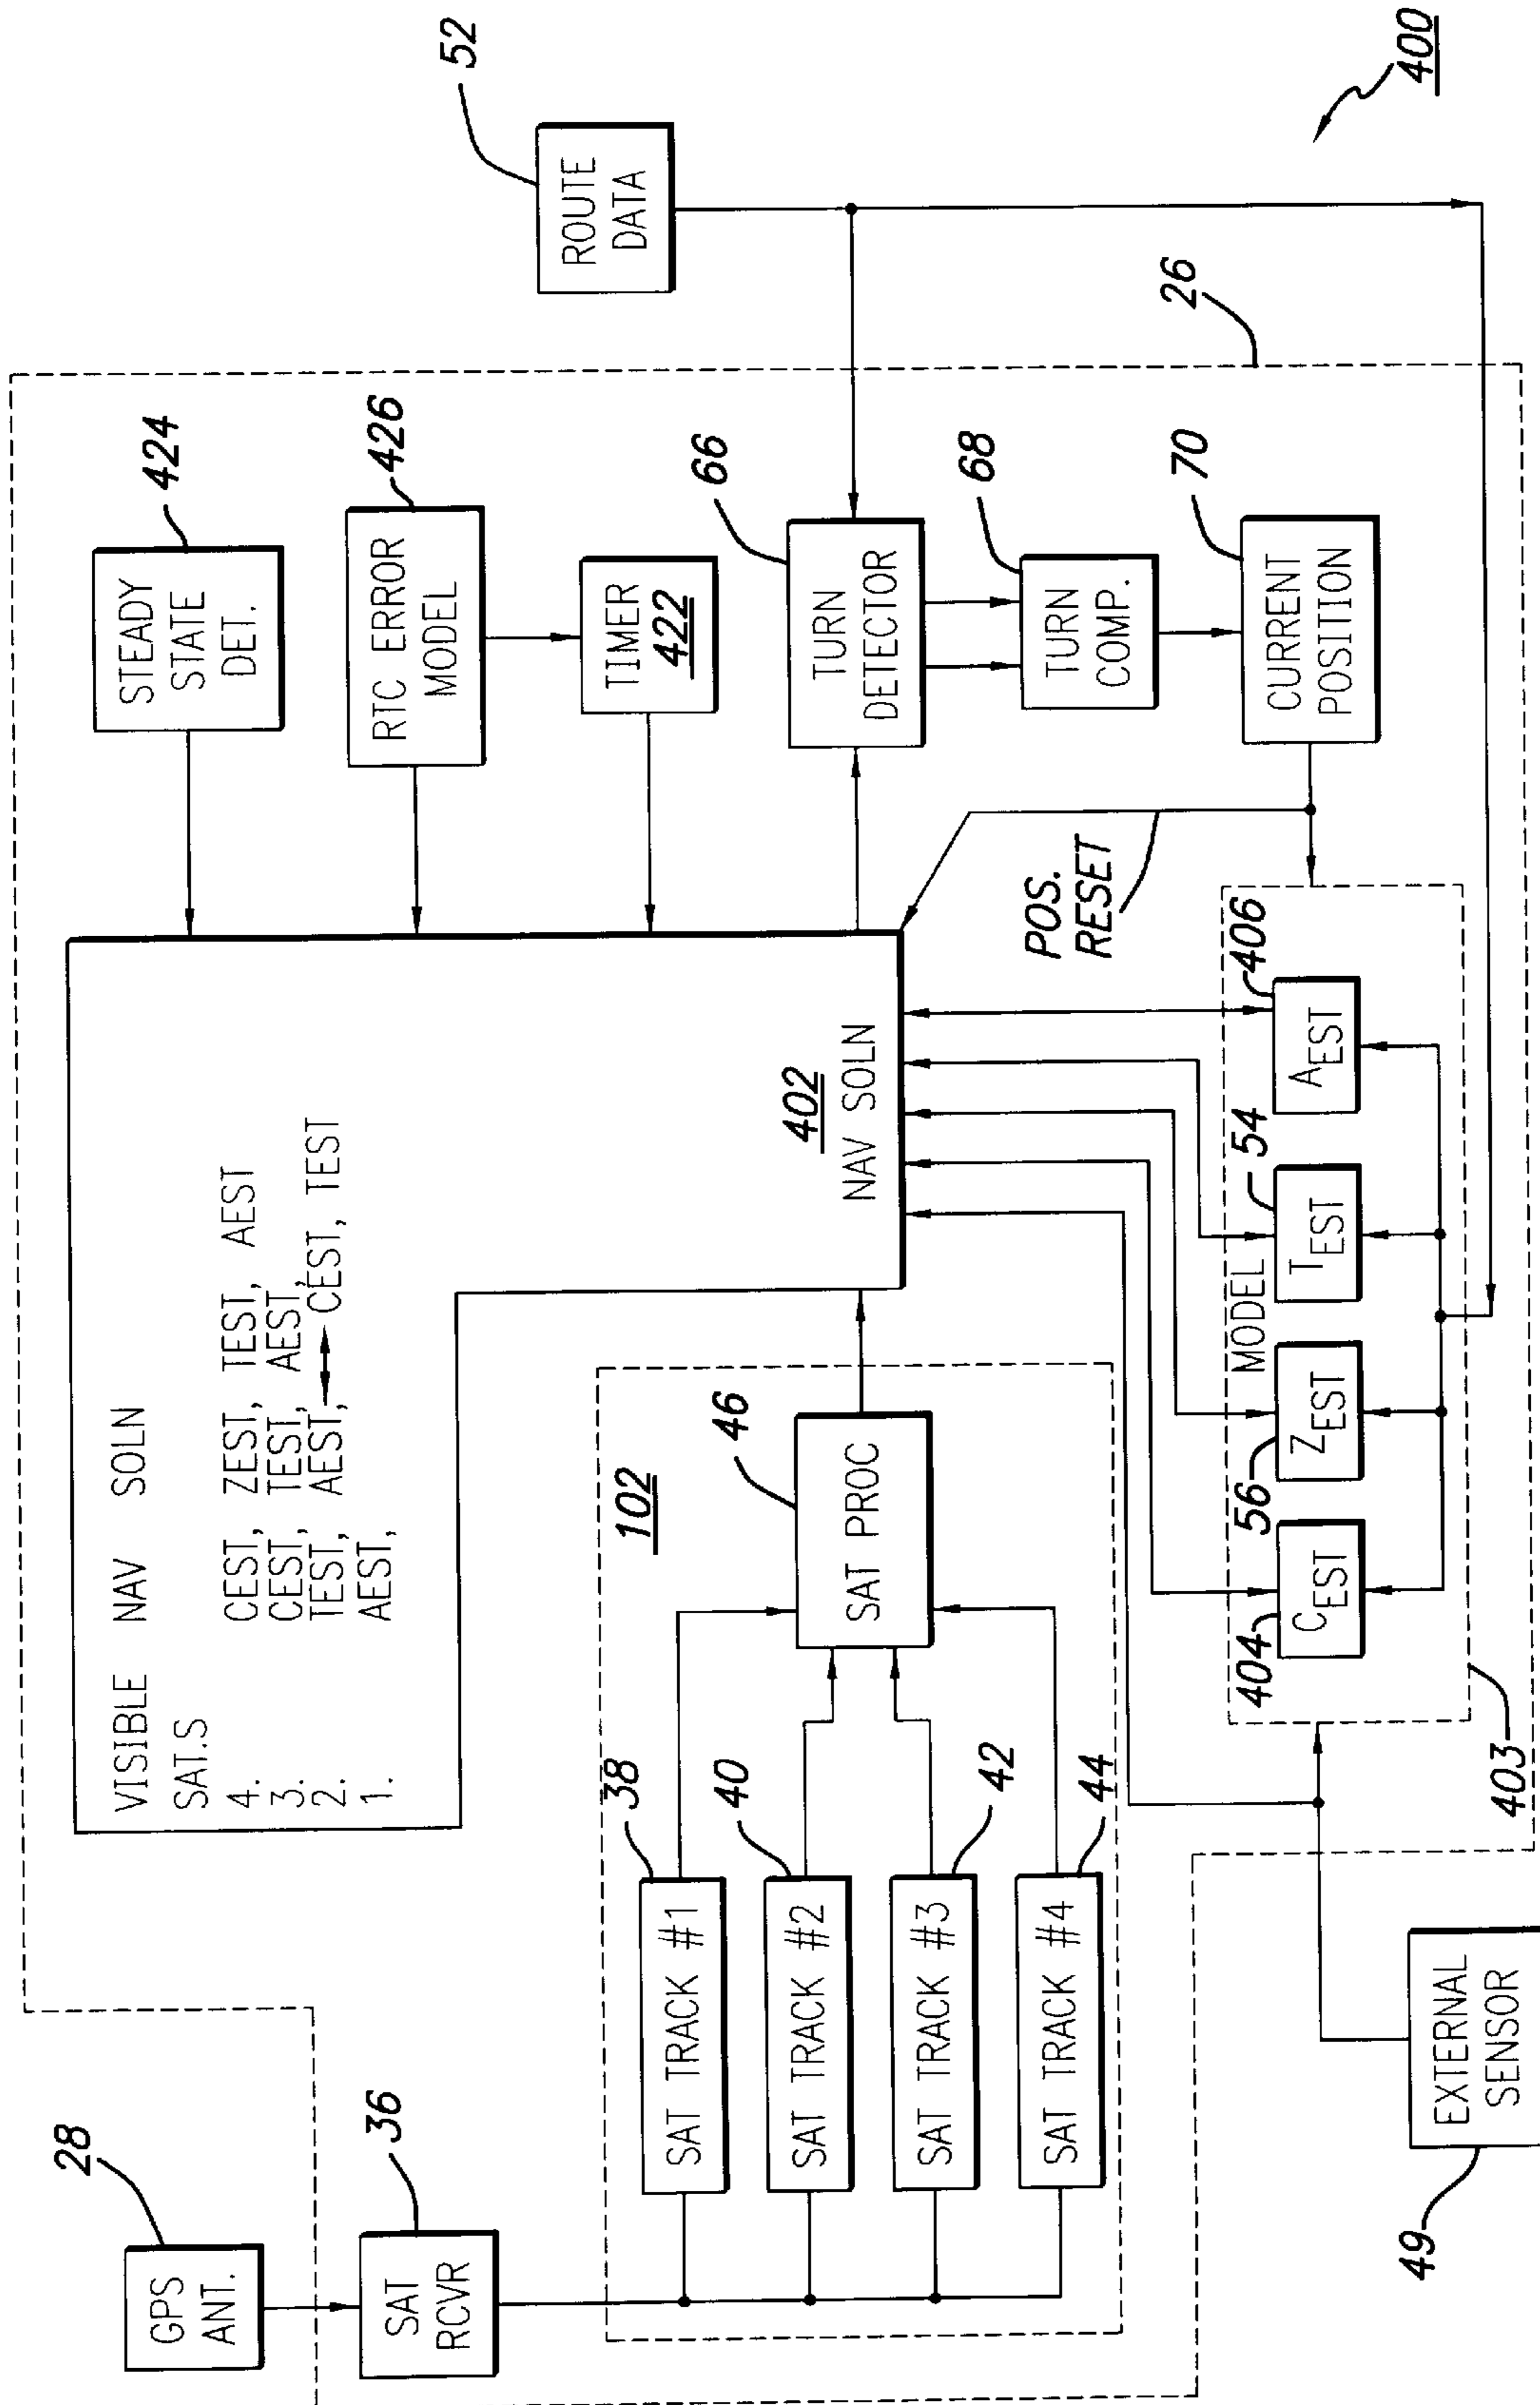 28
GPS
ANT.
36
SAT
RCVR
VISIBLE NAV SOLN
SAT.S
4. CEST, ZEST, TEST, AEST
3. CEST, TEST, AEST,
2. TEST, AEST, CEST, TEST
1. AEST,
402
NAV SOLN
424
STEADY
STATE
DET.
426
RTC ERROR
MODEL
TIMER
422
66
TURN
DETECTOR
68
TURN
COMP.
70
CURRENT
POSITION
52
ROUTE
DATA
26
400
102
38
SAT TRACK #1
40
SAT TRACK #2
42
SAT TRACK #3
44
SAT TRACK #4
46
SAT PROC
POS.
RESET
MODEL
404
CEST
56
ZEST
54
TEST
406
AEST
403
49
EXTERNAL
SENSOR